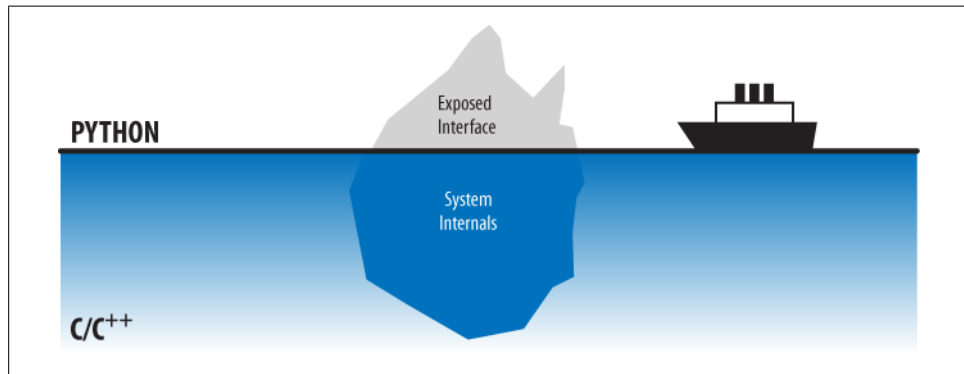 Exposed
Interface
PYTHON
System
Internals
C/C++